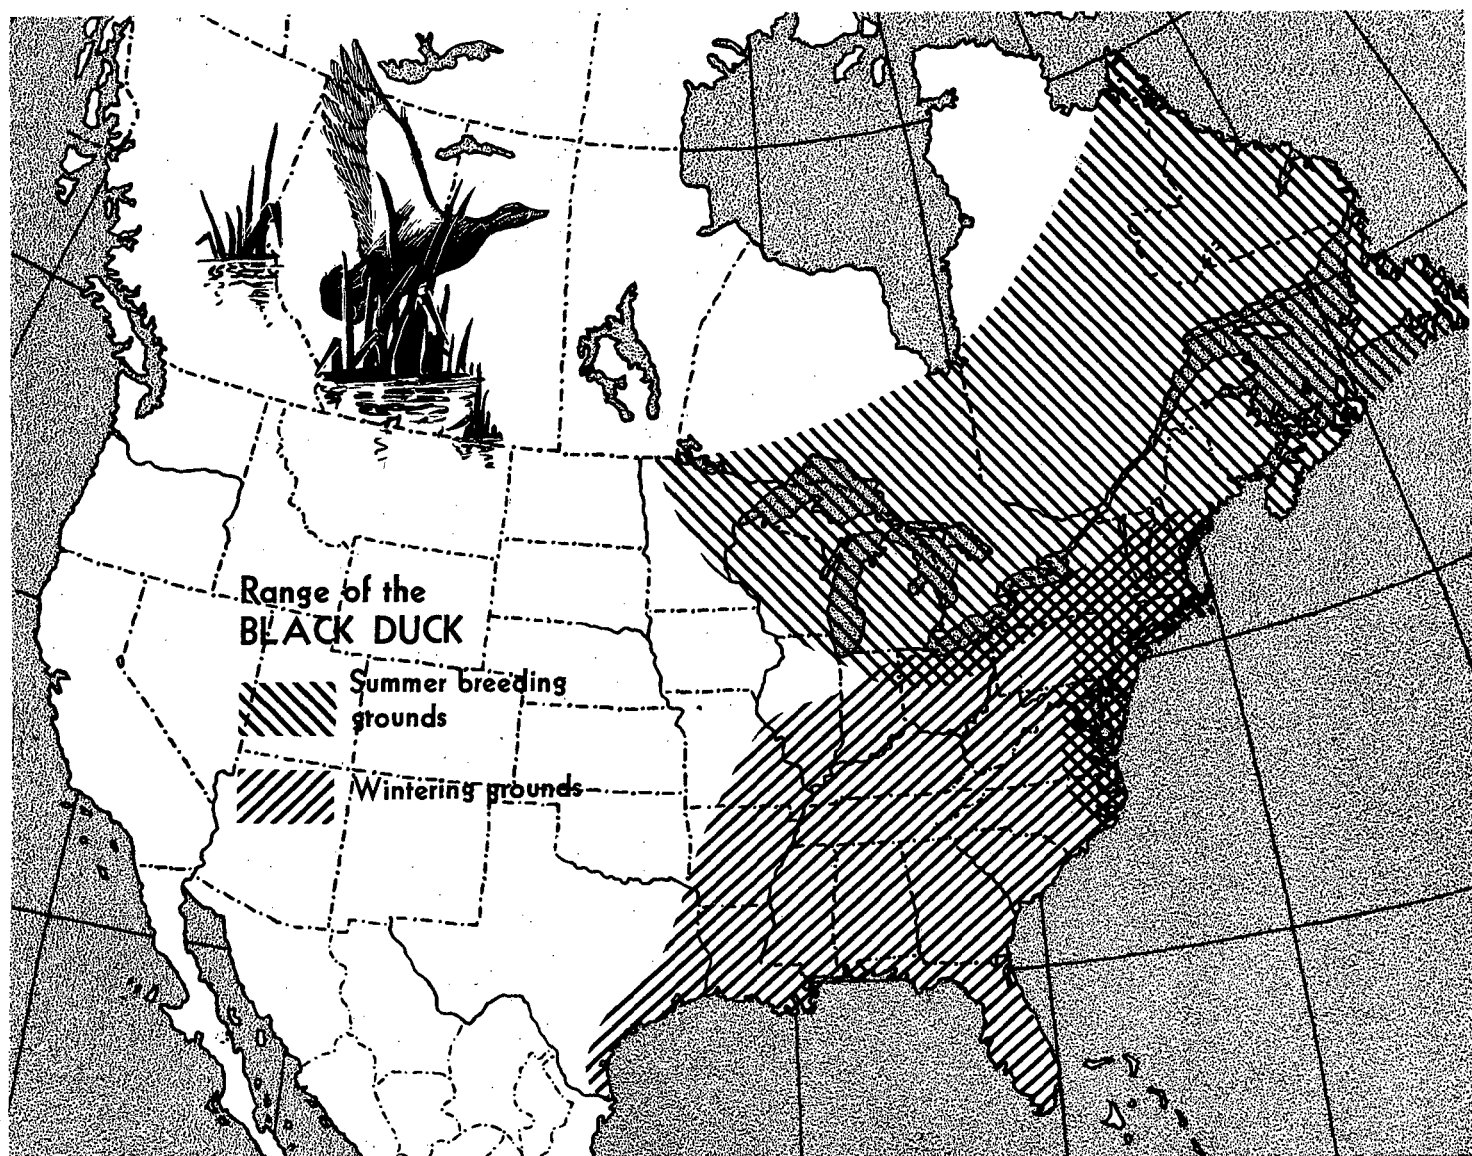 Range of the
BLACK DUCK
Summer breeding
grounds
Wintering grounds